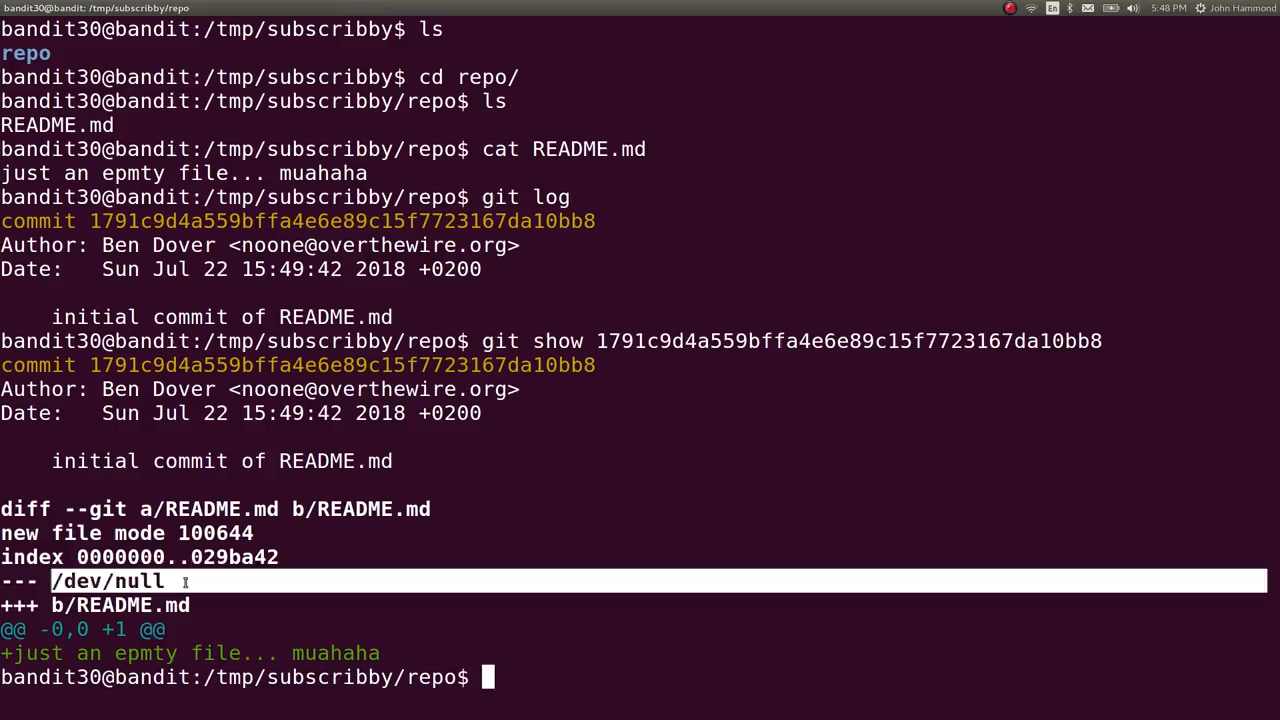 bandit30@bandit: /tmp/subscribby/repo
En
5:48 PM
John Hammond
bandit30@bandit:/tmp/subscribby$ ls
repo
bandit30@bandit:/tmp/subscribby$ cd repo/
bandit30@bandit:/tmp/subscribby/repo$ ls
README.md
bandit30@bandit:/tmp/subscribby/repo$ cat README.md
just an epmty file... muahaha
bandit30@bandit:/tmp/subscribby/repo$ git log
commit 1791c9d4a559bffa4e6e89c15f7723167da10bb8
Author: Ben Dover <noone@overthewire.org>
Date:   Sun Jul 22 15:49:42 2018 +0200
    initial commit of README.md
bandit30@bandit:/tmp/subscribby/repo$ git show 1791c9d4a559bffa4e6e89c15f7723167da10bb8
commit 1791c9d4a559bffa4e6e89c15f7723167da10bb8
Author: Ben Dover <noone@overthewire.org>
Date:   Sun Jul 22 15:49:42 2018 +0200
    initial commit of README.md
diff --git a/README.md b/README.md
new file mode 100644
index 0000000..029ba42
--- /dev/null
+++ b/README.md
@@ -0,0 +1 @@
+just an epmty file... muahaha
bandit30@bandit:/tmp/subscribby/repo$